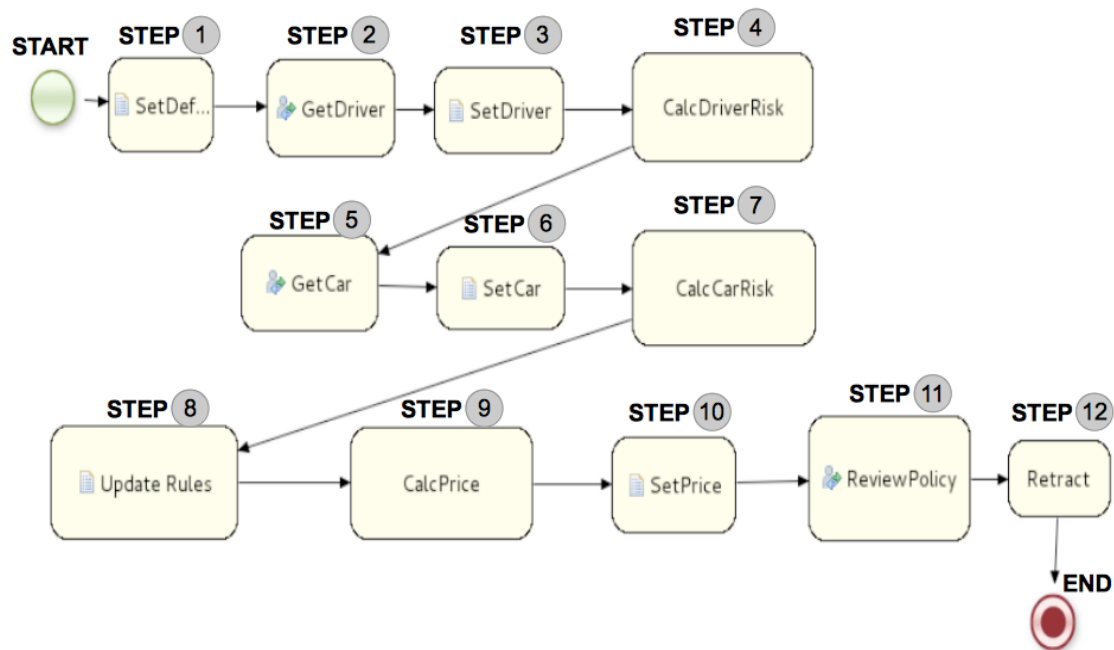 START
STEP 1
STEP 2
STEP 3
STEP 4
SetDef...
GetDriver
SetDriver
CalcDriverRisk
STEP 5
STEP 6
STEP 7
GetCar
SetCar
CalcCarRisk
STEP 8
STEP 9
STEP 10
STEP 11
STEP 12
Update Rules
CalcPrice
SetPrice
ReviewPolicy
Retract
END